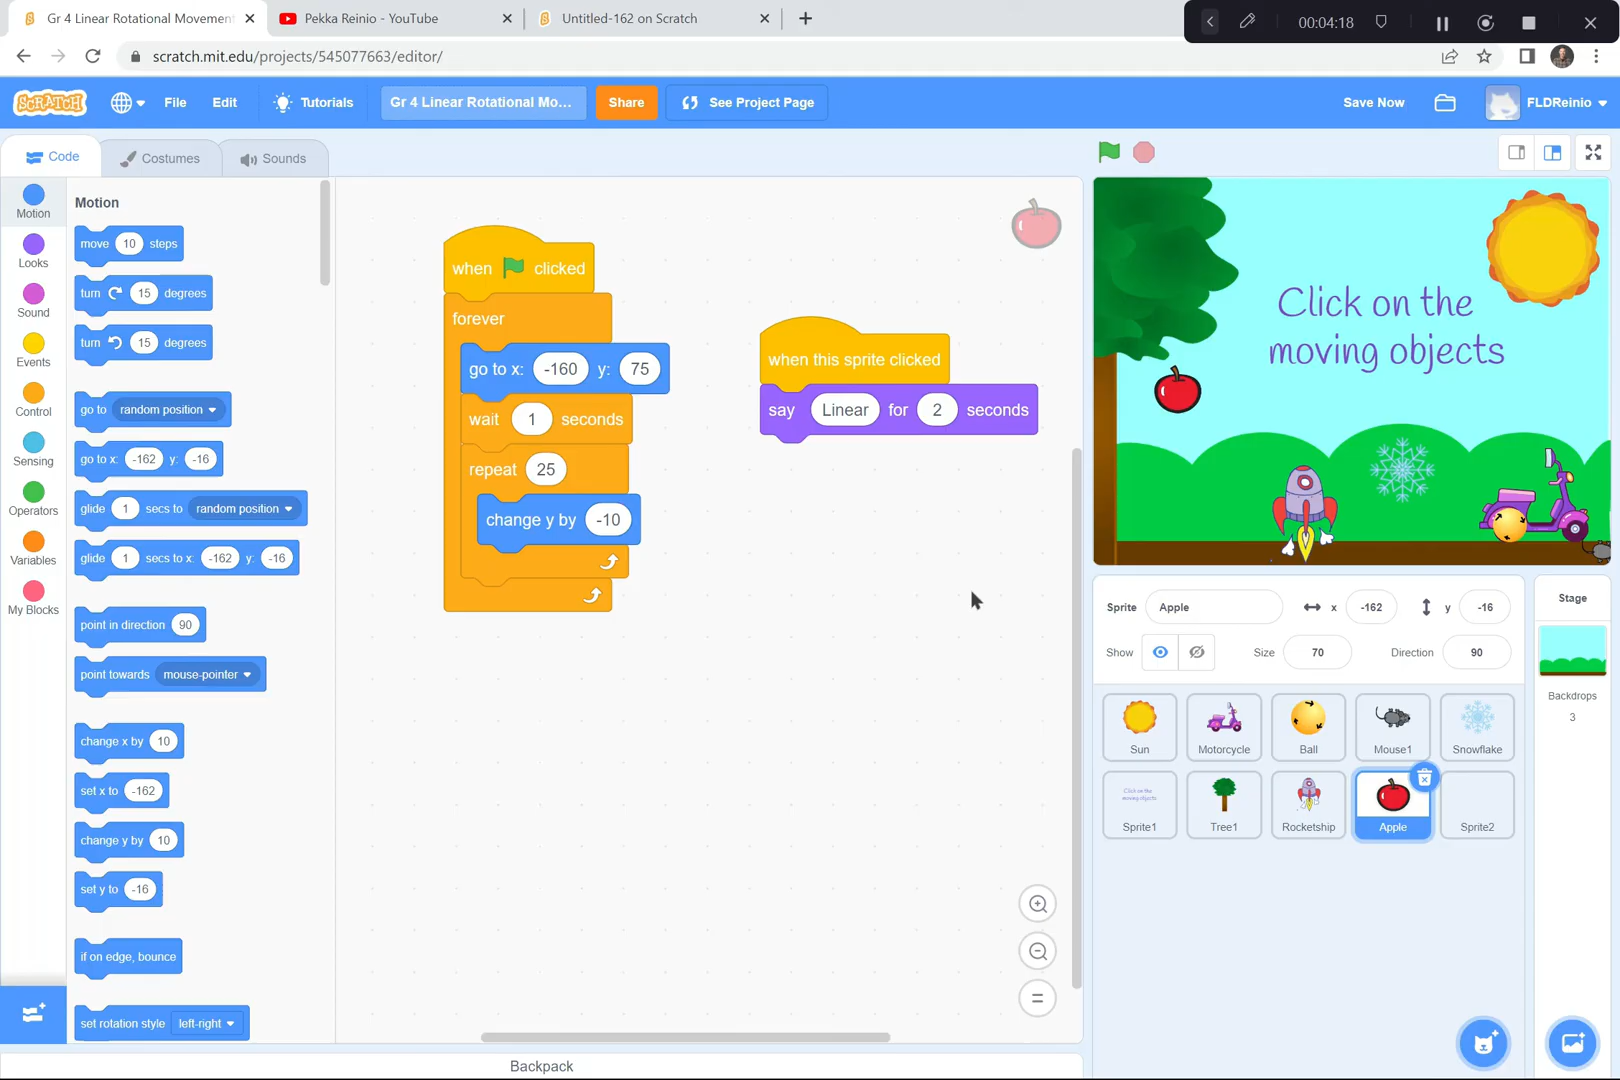 Gr 4 Linear Rotational Movement
Pekka Reinio - YouTube
Untitled-162 on Scratch
00:04:18
scratch.mit.edu/projects/545077663/editor/
SCRATCH
File
Edit
Tutorials
Gr 4 Linear Rotational Mo...
Share
See Project Page
Save Now
FLDReinio
Code
Costumes
Sounds
Motion
Looks
Sound
Events
Control
Sensing
Operators
Variables
My Blocks
Motion
move 10 steps
turn 15 degrees
turn 15 degrees
go to random position
go to x: -162 y: -16
glide 1 secs to random position
glide 1 secs to x: -162 y: -16
point in direction 90
point towards mouse-pointer
change x by 10
set x to -162
change y by 10
set y to -16
if on edge, bounce
set rotation style left-right
when clicked
forever
go to x: -160 y: 75
wait 1 seconds
repeat 25
change y by -10
when this sprite clicked
say Linear for 2 seconds
Backpack
Click on the
moving objects
Sprite Apple x -162 y -16
Show Size 70 Direction 90
Sun
Motorcycle
Ball
Mouse1
Snowflake
Click on the
moving objects
Sprite1
Tree1
Rocketship
Apple
Sprite2
Stage
Backdrops
3